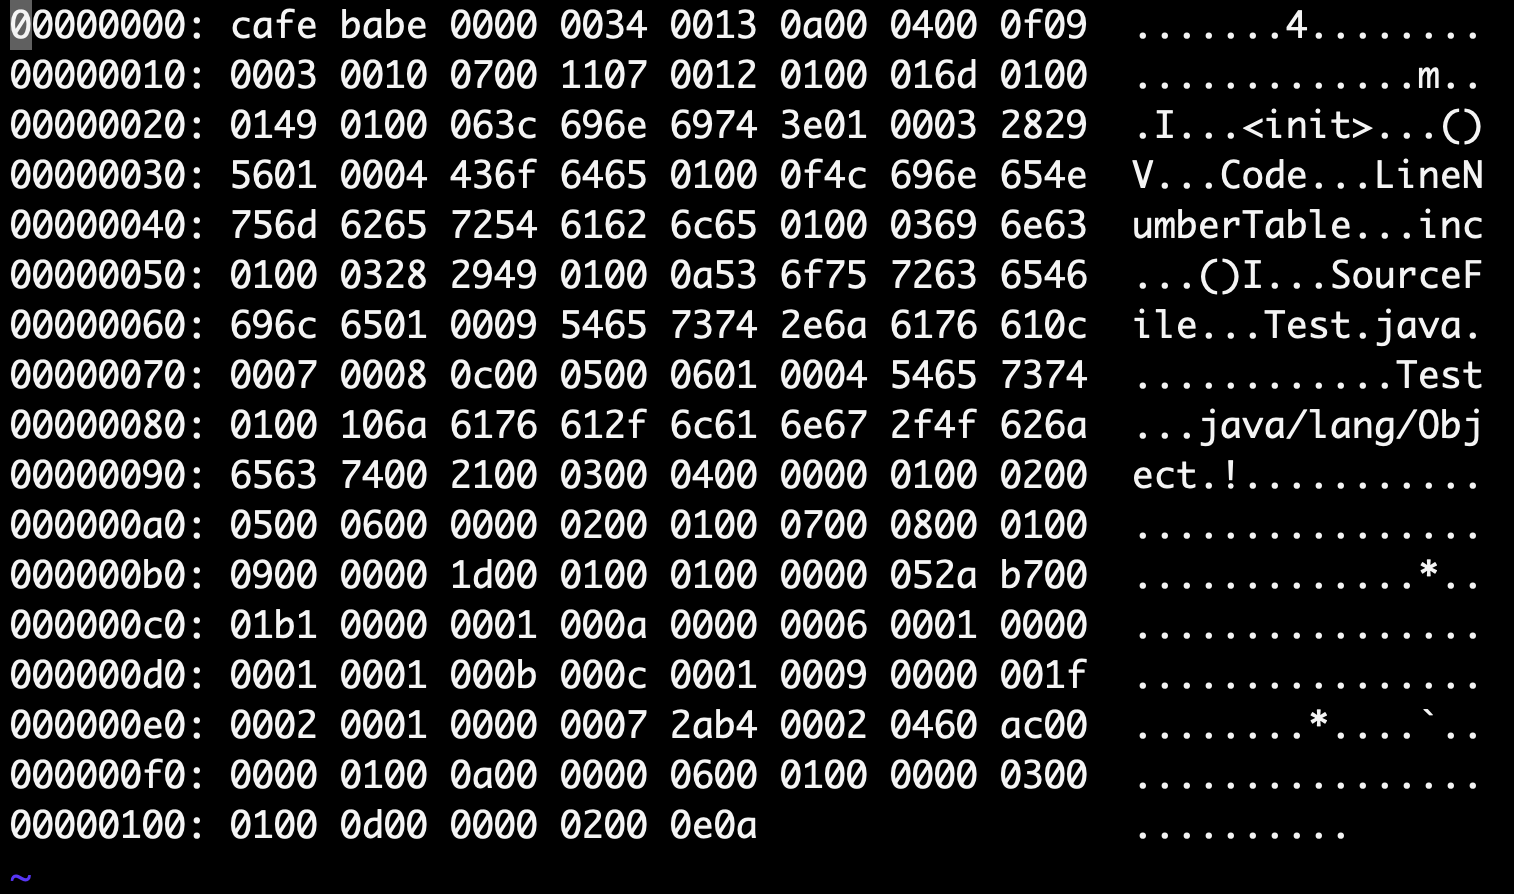 00000000: cafe babe 0000 0034 0013 0a00 0400 0f09  .......4........
00000010: 0003 0010 0700 1107 0012 0100 016d 0100  .............m..
00000020: 0149 0100 063c 696e 6974 3e01 0003 2829  .I...<init>...()
00000030: 5601 0004 436f 6465 0100 0f4c 696e 654e  V...Code...LineN
00000040: 756d 6265 7254 6162 6c65 0100 0369 6e63  umberTable...inc
00000050: 0100 0328 2949 0100 0a53 6f75 7263 6546  ...()I...SourceF
00000060: 696c 6501 0009 5465 7374 2e6a 6176 610c  ile...Test.java.
00000070: 0007 0008 0c00 0500 0601 0004 5465 7374  ............Test
00000080: 0100 106a 6176 612f 6c61 6e67 2f4f 626a  ...java/lang/Obj
00000090: 6563 7400 2100 0300 0400 0000 0100 0200  ect.!...........
000000a0: 0500 0600 0000 0200 0100 0700 0800 0100  ................
000000b0: 0900 0000 1d00 0100 0100 0000 052a b700  .............*..
000000c0: 01b1 0000 0001 000a 0000 0006 0001 0000  ................
000000d0: 0001 0001 000b 000c 0001 0009 0000 001f  ................
000000e0: 0002 0001 0000 0007 2ab4 0002 0460 ac00  ........*....`..
000000f0: 0000 0100 0a00 0000 0600 0100 0000 0300  ................
00000100: 0100 0d00 0000 0200 0e0a                 ..........
~